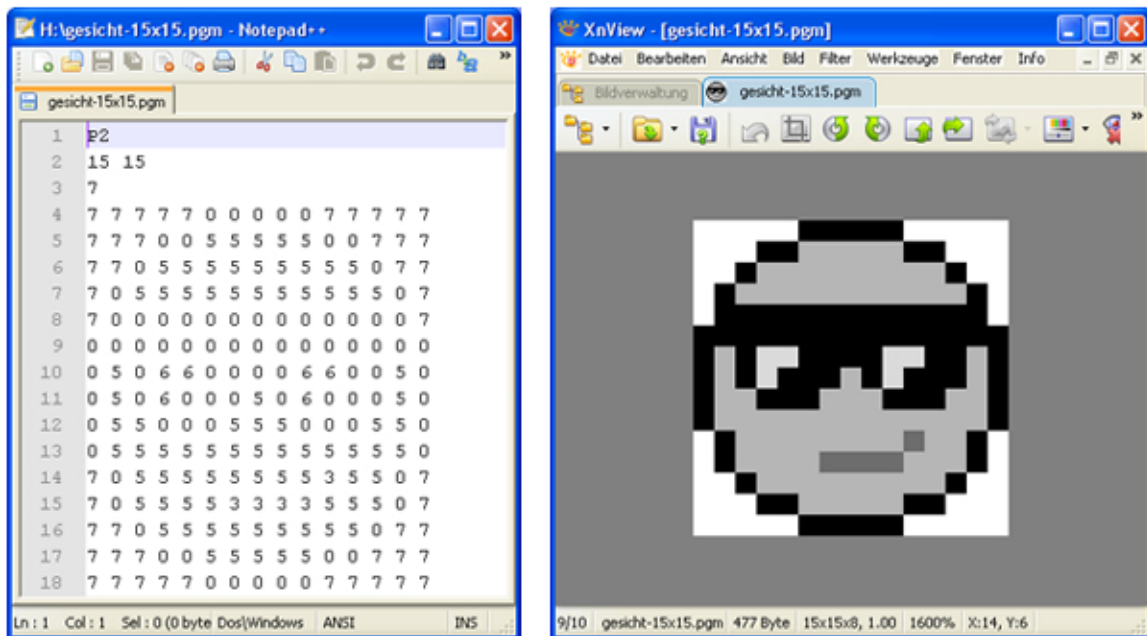 H:\gesicht-15x15.pgm - Notepad++
gesicht-15x15.pgm
1 P2
2 15 15
3 7
4 7 7 7 7 7 0 0 0 0 0 7 7 7 7 7
5 7 7 7 0 0 5 5 5 5 5 0 0 7 7 7
6 7 7 0 5 5 5 5 5 5 5 5 5 0 7 7
7 7 0 5 5 5 5 5 5 5 5 5 5 5 0 7
8 7 0 0 0 0 0 0 0 0 0 0 0 0 0 7
9 0 0 0 0 0 0 0 0 0 0 0 0 0 0 0
10 0 5 0 6 6 0 0 0 0 6 6 0 0 5 0
11 0 5 0 6 0 0 0 5 0 6 0 0 0 5 0
12 0 5 5 0 0 0 5 5 5 0 0 0 5 5 0
13 0 5 5 5 5 5 5 5 5 5 5 5 5 5 0
14 7 0 5 5 5 5 5 5 5 5 3 5 5 0 7
15 7 0 5 5 5 5 3 3 3 3 5 5 5 0 7
16 7 7 0 5 5 5 5 5 5 5 5 5 0 7 7
17 7 7 7 0 0 5 5 5 5 5 0 0 7 7 7
18 7 7 7 7 7 0 0 0 0 0 7 7 7 7 7
Ln : 1 Col : 1 Sel : 0 (0 byte Dos\Windows ANSI INS
XnView - [gesicht-15x15.pgm]
Datei Bearbeiten Ansicht Bild Filter Werkzeuge Fenster Info
Bildverwaltung gesicht-15x15.pgm
9/10 gesicht-15x15.pgm 477 Byte 15x15x8, 1.00 1600% X:14, Y:6